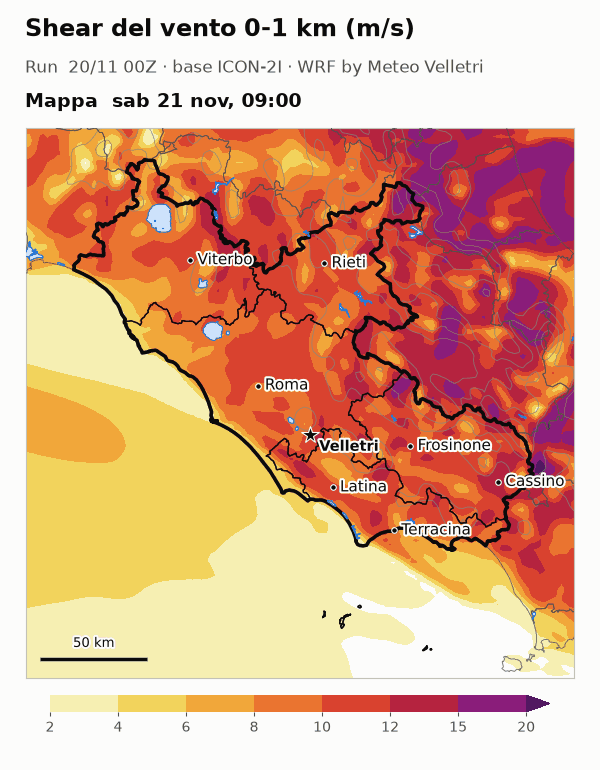 Shear del vento 0-1 km (m/s)
Run  20/11 00Z · base ICON-2I · WRF by Meteo Velletri
Mappa  sab 21 nov, 09:00
Viterbo
Rieti
Roma
Velletri
Frosinone
Latina
Cassino
Terracina
50 km
2 4 6 8 10 12 15 20